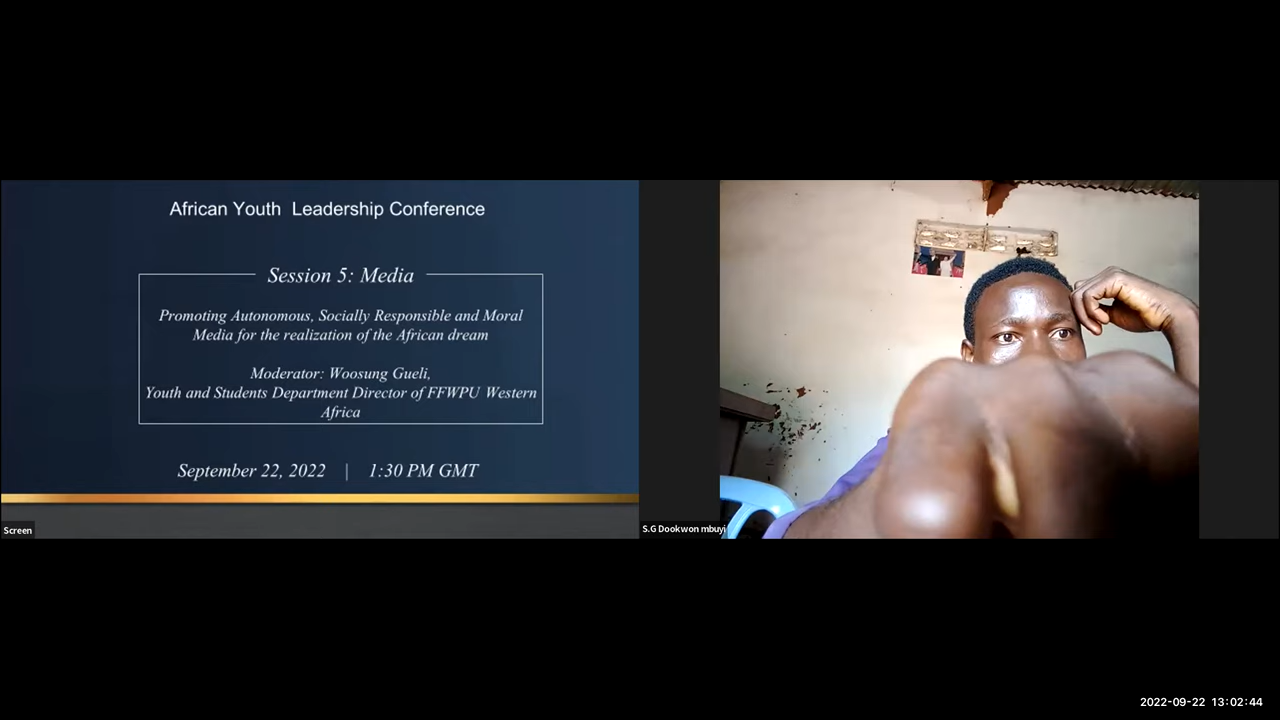 African Youth  Leadership Conference
Session 5: Media
Promoting Autonomous, Socially Responsible and Moral
Media for the realization of the African dream
Moderator: Woosung Gueli,
Youth and Students Department Director of FFWPU Western
Africa
September 22, 2022 | 1:30 PM GMT
Screen
S.G Dookwon mbuyi
2022-09-22 13:02:44